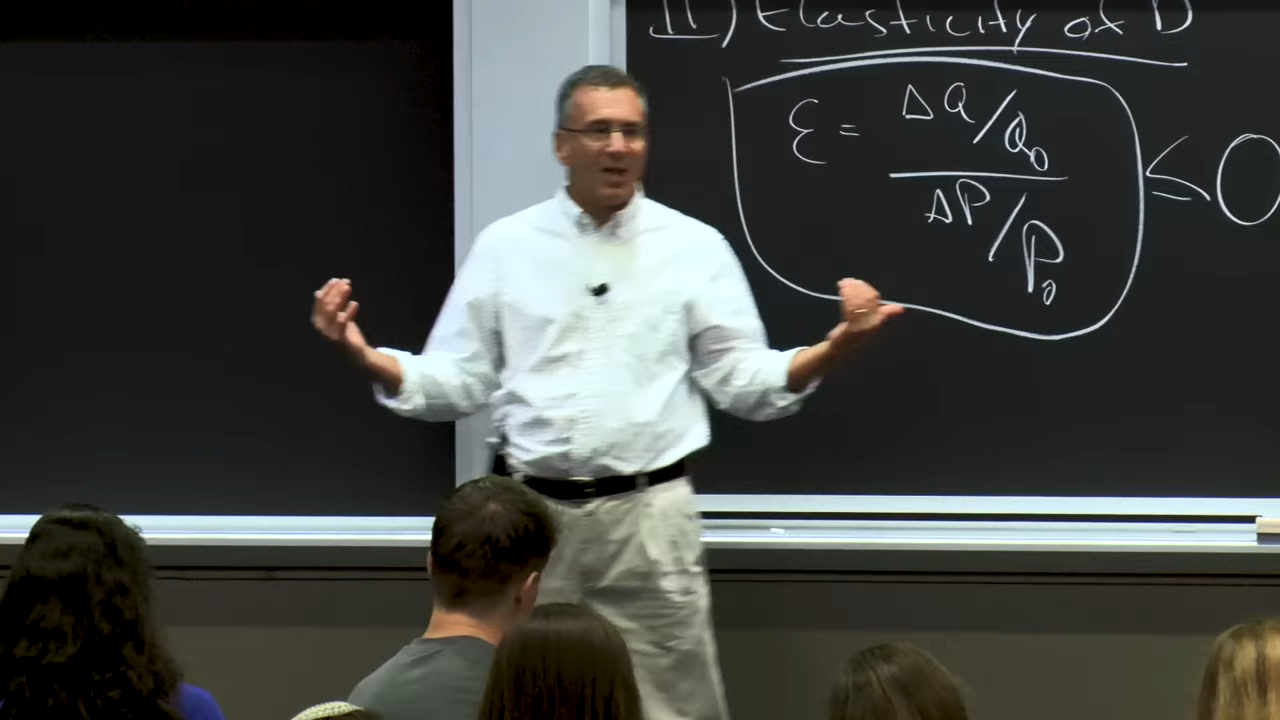 II) Elasticity of D
ε = ΔQ/Q₀ ≤ 0
ΔP/P₀